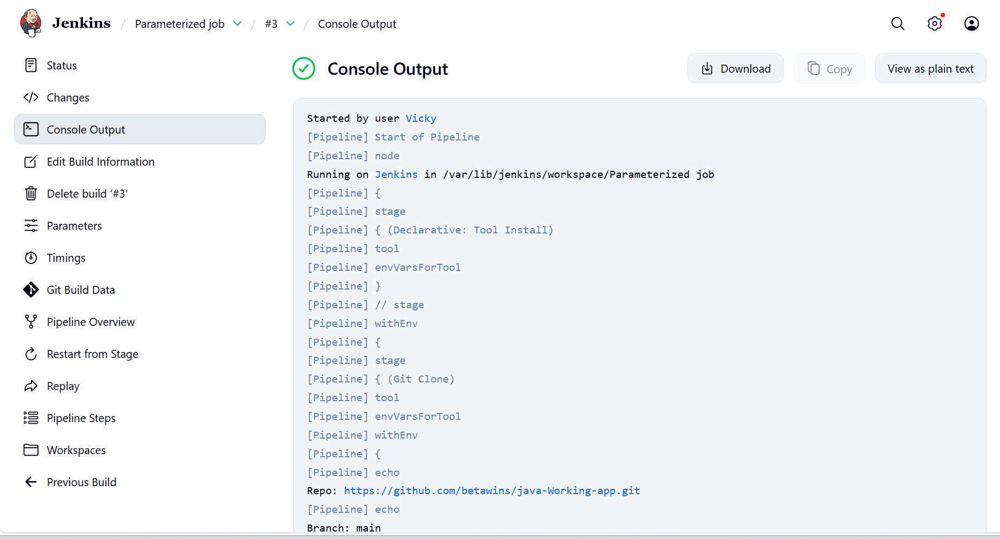 Jenkins / Parameterized job / #3 / Console Output
Status
Changes
Console Output
Edit Build Information
Delete build ‘#3’
Parameters
Timings
Git Build Data
Pipeline Overview
Restart from Stage
Replay
Pipeline Steps
Workspaces
Previous Build
Console Output
Download
Copy
View as plain text
Started by user Vicky
[Pipeline] Start of Pipeline
[Pipeline] node
Running on Jenkins in /var/lib/jenkins/workspace/Parameterized job
[Pipeline] {
[Pipeline] stage
[Pipeline] { (Declarative: Tool Install)
[Pipeline] tool
[Pipeline] envVarsForTool
[Pipeline] }
[Pipeline] // stage
[Pipeline] withEnv
[Pipeline] {
[Pipeline] stage
[Pipeline] { (Git Clone)
[Pipeline] tool
[Pipeline] envVarsForTool
[Pipeline] withEnv
[Pipeline] {
[Pipeline] echo
Repo: https://github.com/betawins/java-Working-app.git
[Pipeline] echo
Branch: main